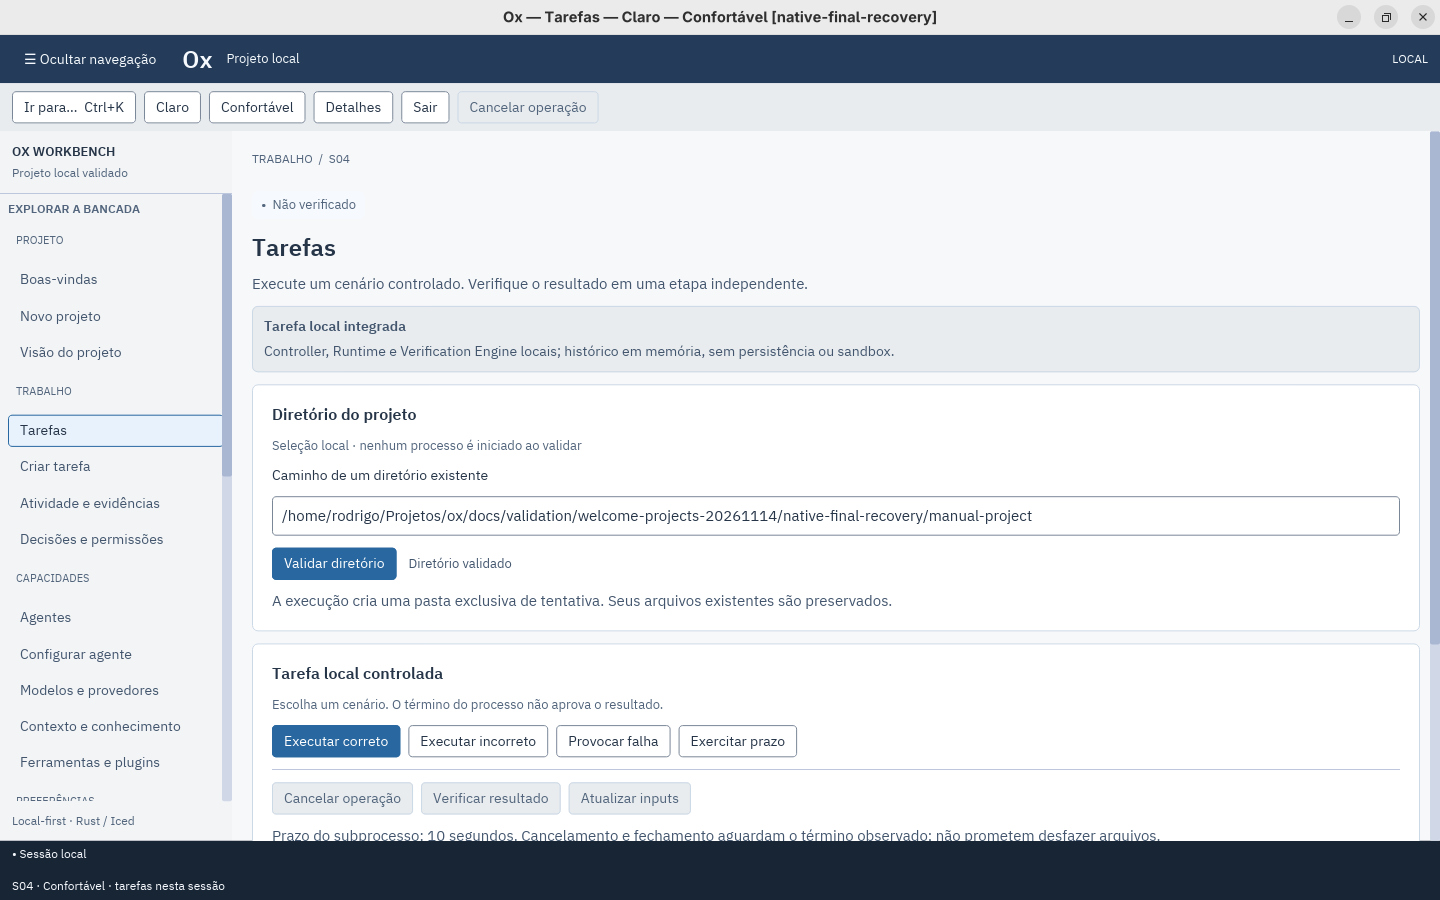 Ox — Tarefas — Claro — Confortável [native-final-recovery]
☰ Ocultar navegação Ox Projeto local LOCAL
Ir para... Ctrl+K Claro Confortável Detalhes Sair Cancelar operação
OX WORKBENCH
Projeto local validado
EXPLORAR A BANCADA
PROJETO
Boas-vindas
Novo projeto
Visão do projeto
TRABALHO
Tarefas
Criar tarefa
Atividade e evidências
Decisões e permissões
CAPACIDADES
Agentes
Configurar agente
Modelos e provedores
Contexto e conhecimento
Ferramentas e plugins
PREFERÊNCIAS
Local-first · Rust / Iced
TRABALHO / S04
• Não verificado
Tarefas
Execute um cenário controlado. Verifique o resultado em uma etapa independente.
Tarefa local integrada
Controller, Runtime e Verification Engine locais; histórico em memória, sem persistência ou sandbox.
Diretório do projeto
Seleção local · nenhum processo é iniciado ao validar
Caminho de um diretório existente
/home/rodrigo/Projetos/ox/docs/validation/welcome-projects-20261114/native-final-recovery/manual-project
Validar diretório Diretório validado
A execução cria uma pasta exclusiva de tentativa. Seus arquivos existentes são preservados.
Tarefa local controlada
Escolha um cenário. O término do processo não aprova o resultado.
Executar correto Executar incorreto Provocar falha Exercitar prazo
Cancelar operação Verificar resultado Atualizar inputs
Prazo do subprocesso: 10 segundos. Cancelamento e fechamento aguardam o término observado; não prometem desfazer arquivos.
• Sessão local
S04 · Confortável · tarefas nesta sessão